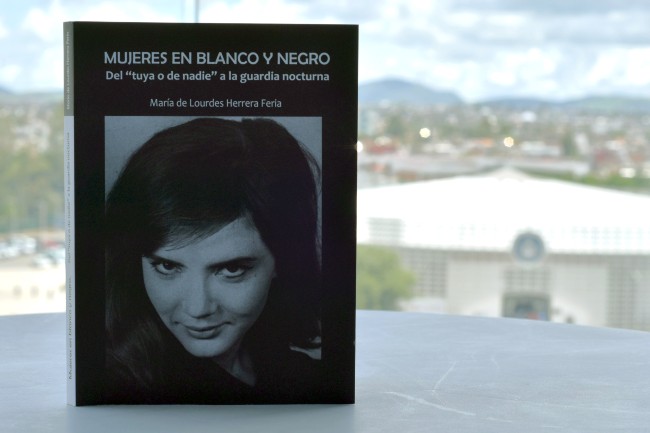 MUJERES EN BLANCO Y NEGRO
Del “tuya o de nadie” a la guardia nocturna
María de Lourdes Herrera Feria